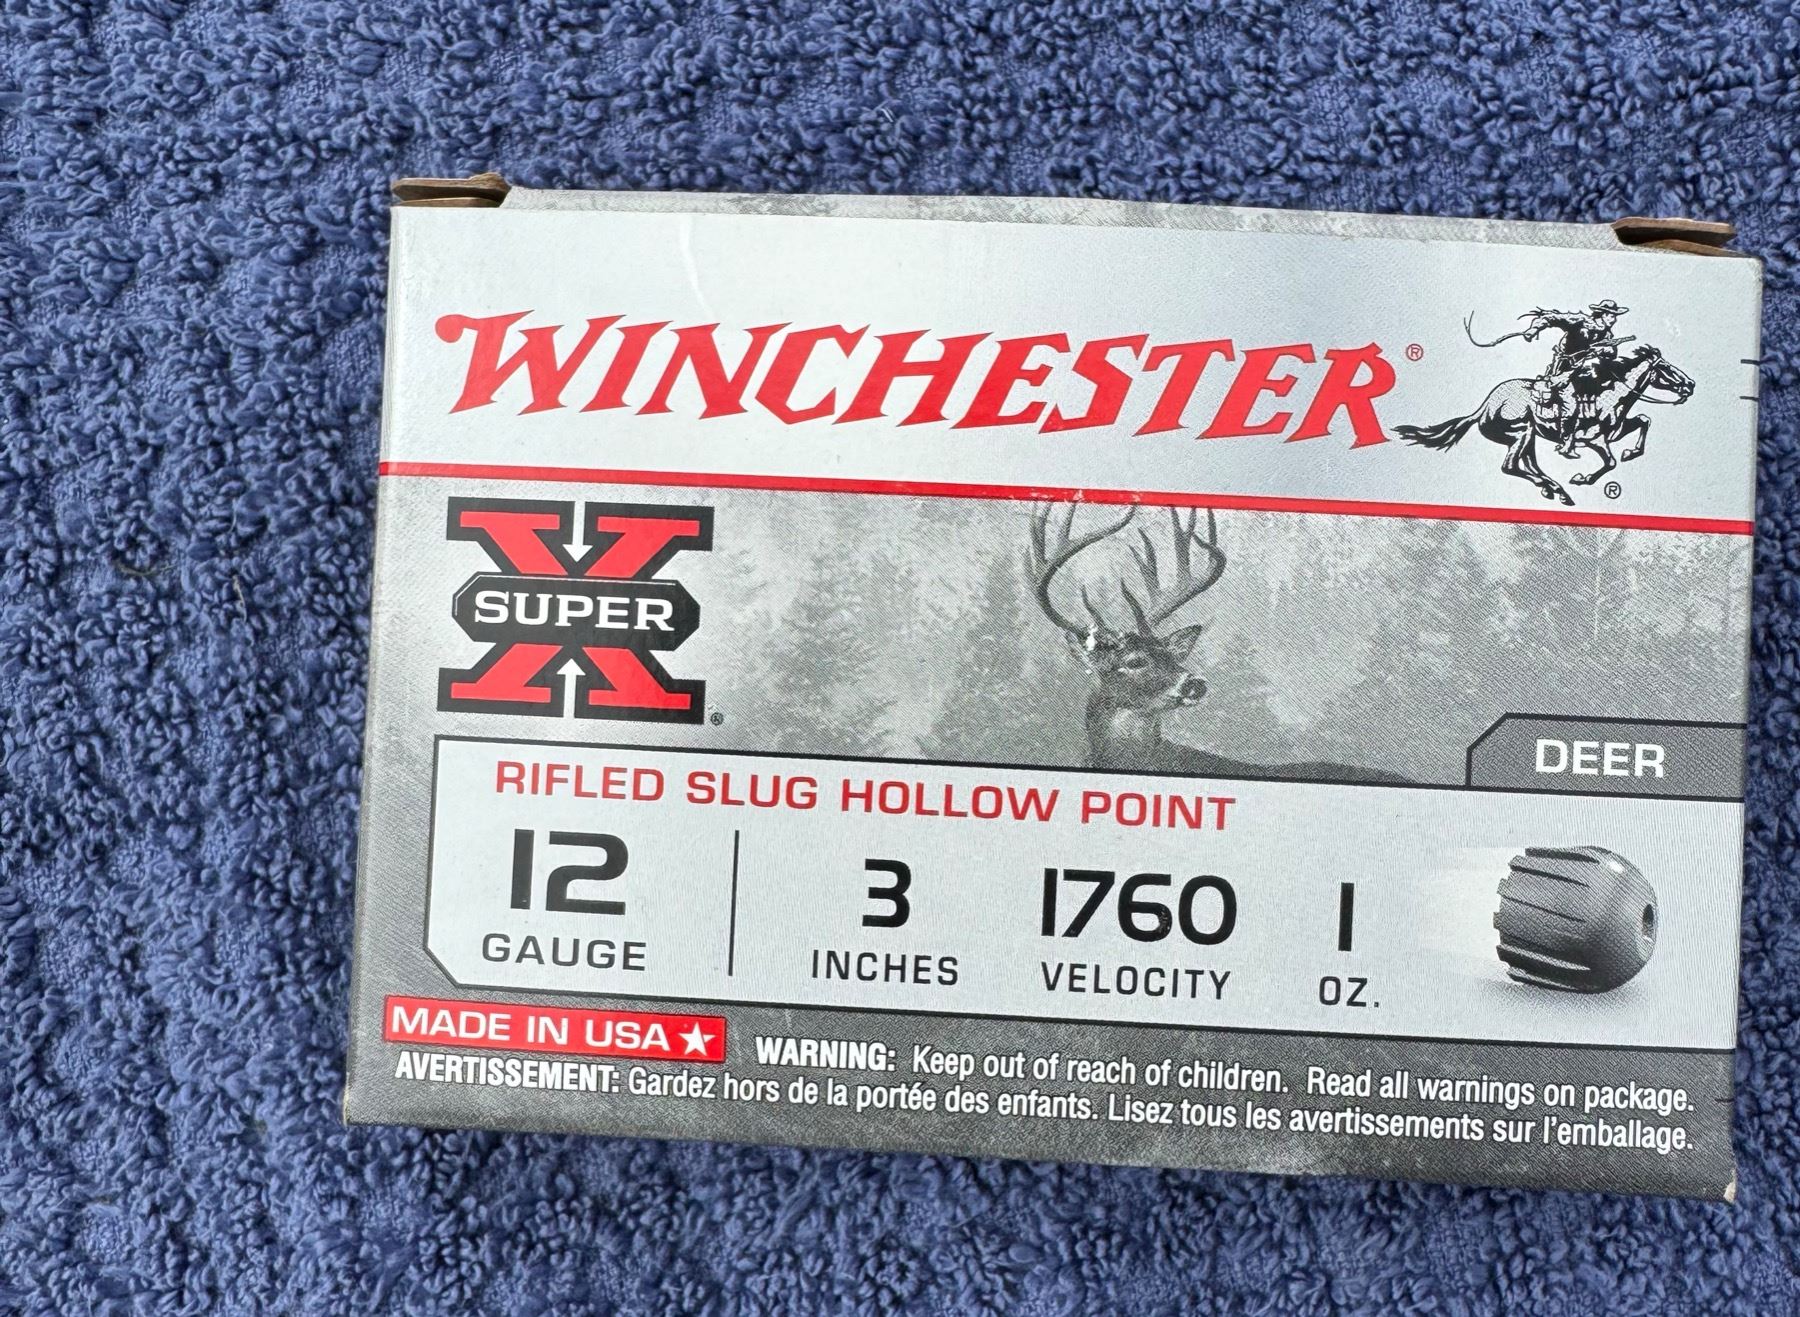 WINCHESTER®
®
X
SUPER
®
DEER
RIFLED SLUG HOLLOW POINT
12 3 1760 1
GAUGE INCHES VELOCITY OZ.
MADE IN USA ★
WARNING: Keep out of reach of children. Read all warnings on package.
AVERTISSEMENT: Gardez hors de la portée des enfants. Lisez tous les avertissements sur l'emballage.